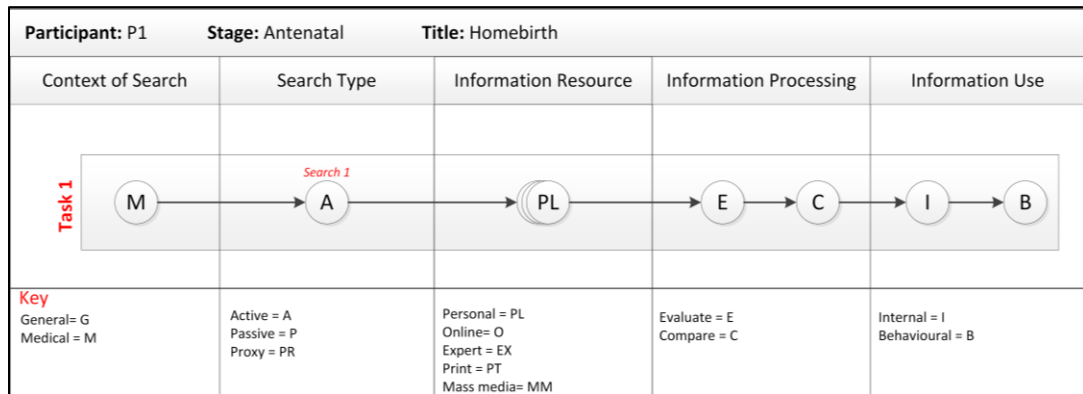 Participant: P1 Stage: Antenatal Title: Homebirth
Context of Search Search Type Information Resource Information Processing Information Use
Search 1
Task 1
M A PL E C I B
Key
General= G
Medical = M
Active = A
Passive = P
Proxy = PR
Personal = PL
Online= O
Expert = EX
Print = PT
Mass media= MM
Evaluate = E
Compare = C
Internal = I
Behavioural = B